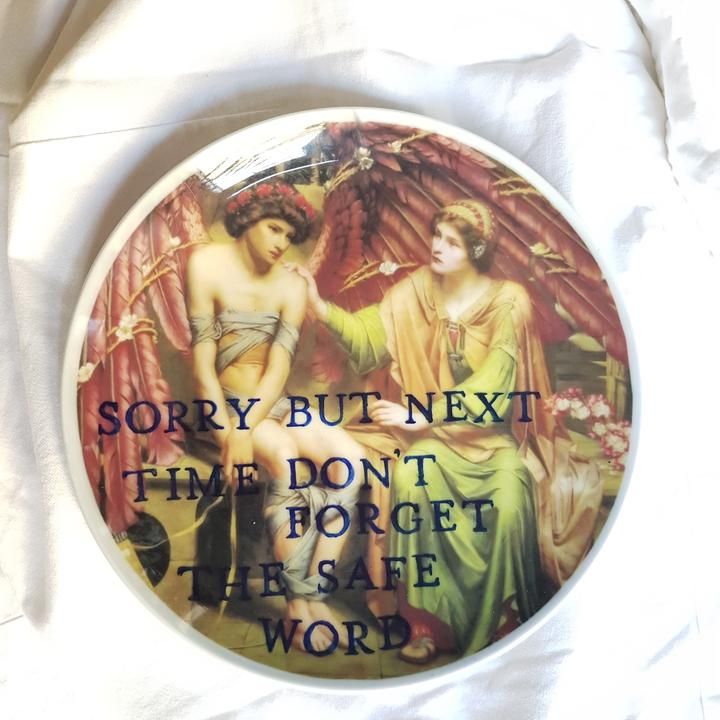 SORRY BUT NEXT
TIME DON'T
FORGET
THE SAFE
WORD